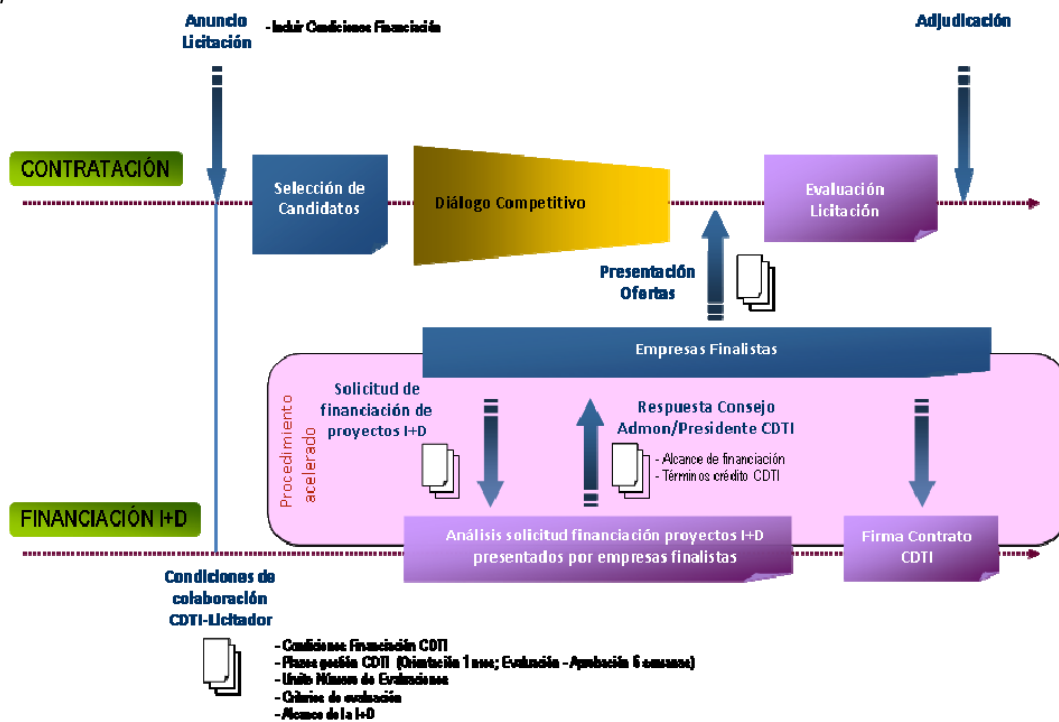 Anuncio
Licitación
- Incluir Condiciones Financiación
Adjudicación
CONTRATACIÓN
Selección de
Candidatos
Diálogo Competitivo
Evaluación
Licitación
Presentación
Ofertas
Empresas Finalistas
Procedimiento
acelerado
Solicitud de
financiación de
proyectos I+D
Respuesta Consejo
Admon/Presidente CDTI
- Alcance de financiación
- Términos crédito CDTI
FINANCIACIÓN I+D
Análisis solicitud financiación proyectos I+D
presentados por empresas finalistas
Firma Contrato
CDTI
Condiciones de
colaboración
CDTI-Licitador
- Condiciones Financiación CDTI
- Plazos gestión CDTI (Orientación 1 mes; Evaluación - Aprobación 6 semanas)
- Límite Número de Evaluaciones
- Criterios de evaluación
- Alcance de la I+D